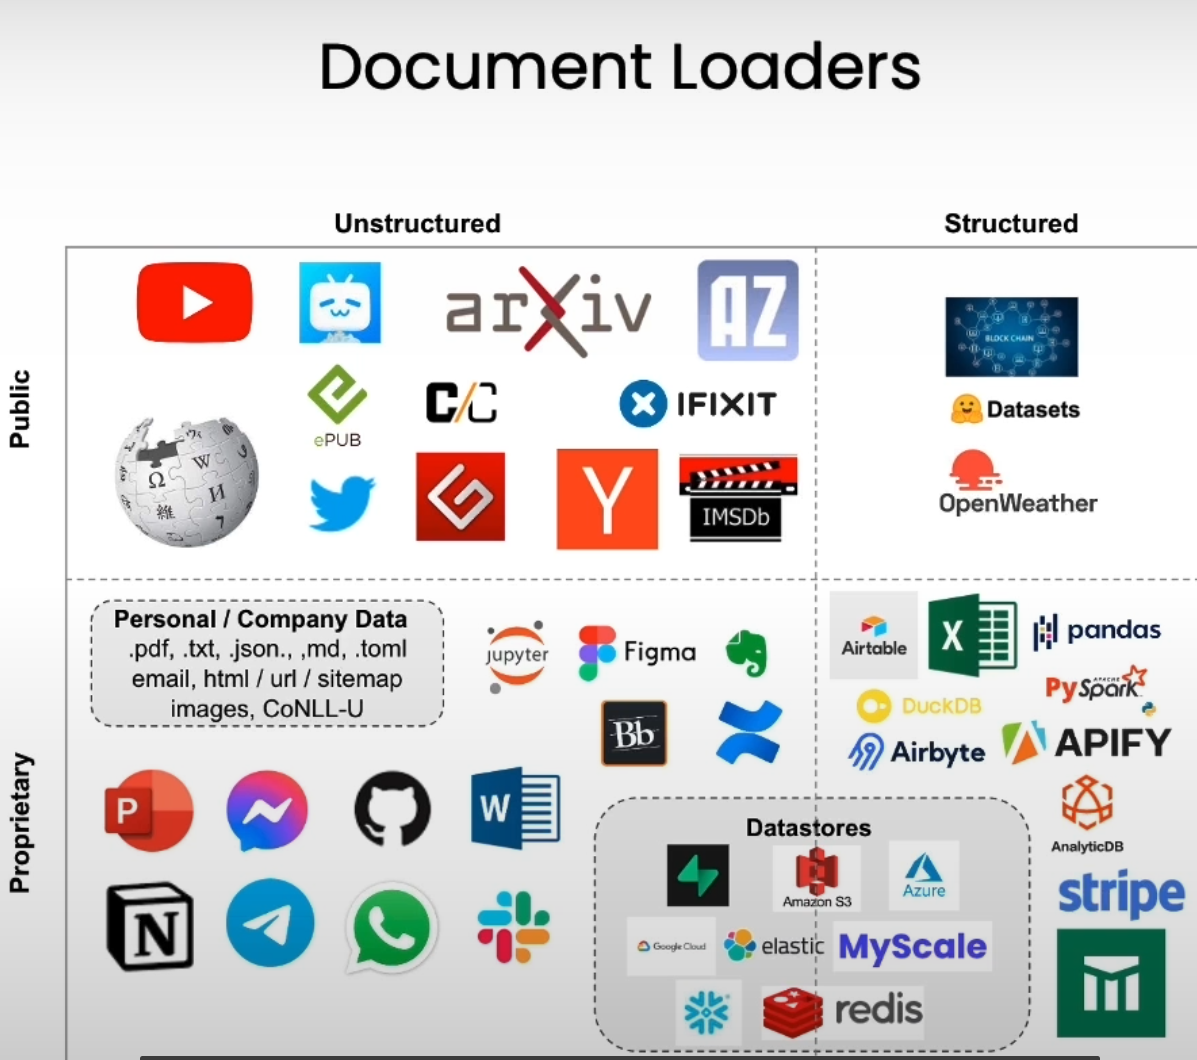 Document Loaders
Unstructured
Structured
Public
Proprietary
arXiv
AZ
BLOCK CHAIN
ePUB
C/C
IFIXIT
Datasets
W
Ω
И
維
Y
IMSDb
OpenWeather
Personal / Company Data
.pdf, .txt, .json., ,md, .toml
email, html / url / sitemap
images, CoNLL-U
jupyter
Figma
Airtable
X
pandas
APACHE
PySpark
Bb
DuckDB
Airbyte
APIFY
P
W
AnalyticDB
Datastores
Amazon S3
Azure
stripe
N
Google Cloud
elastic
MyScale
redis